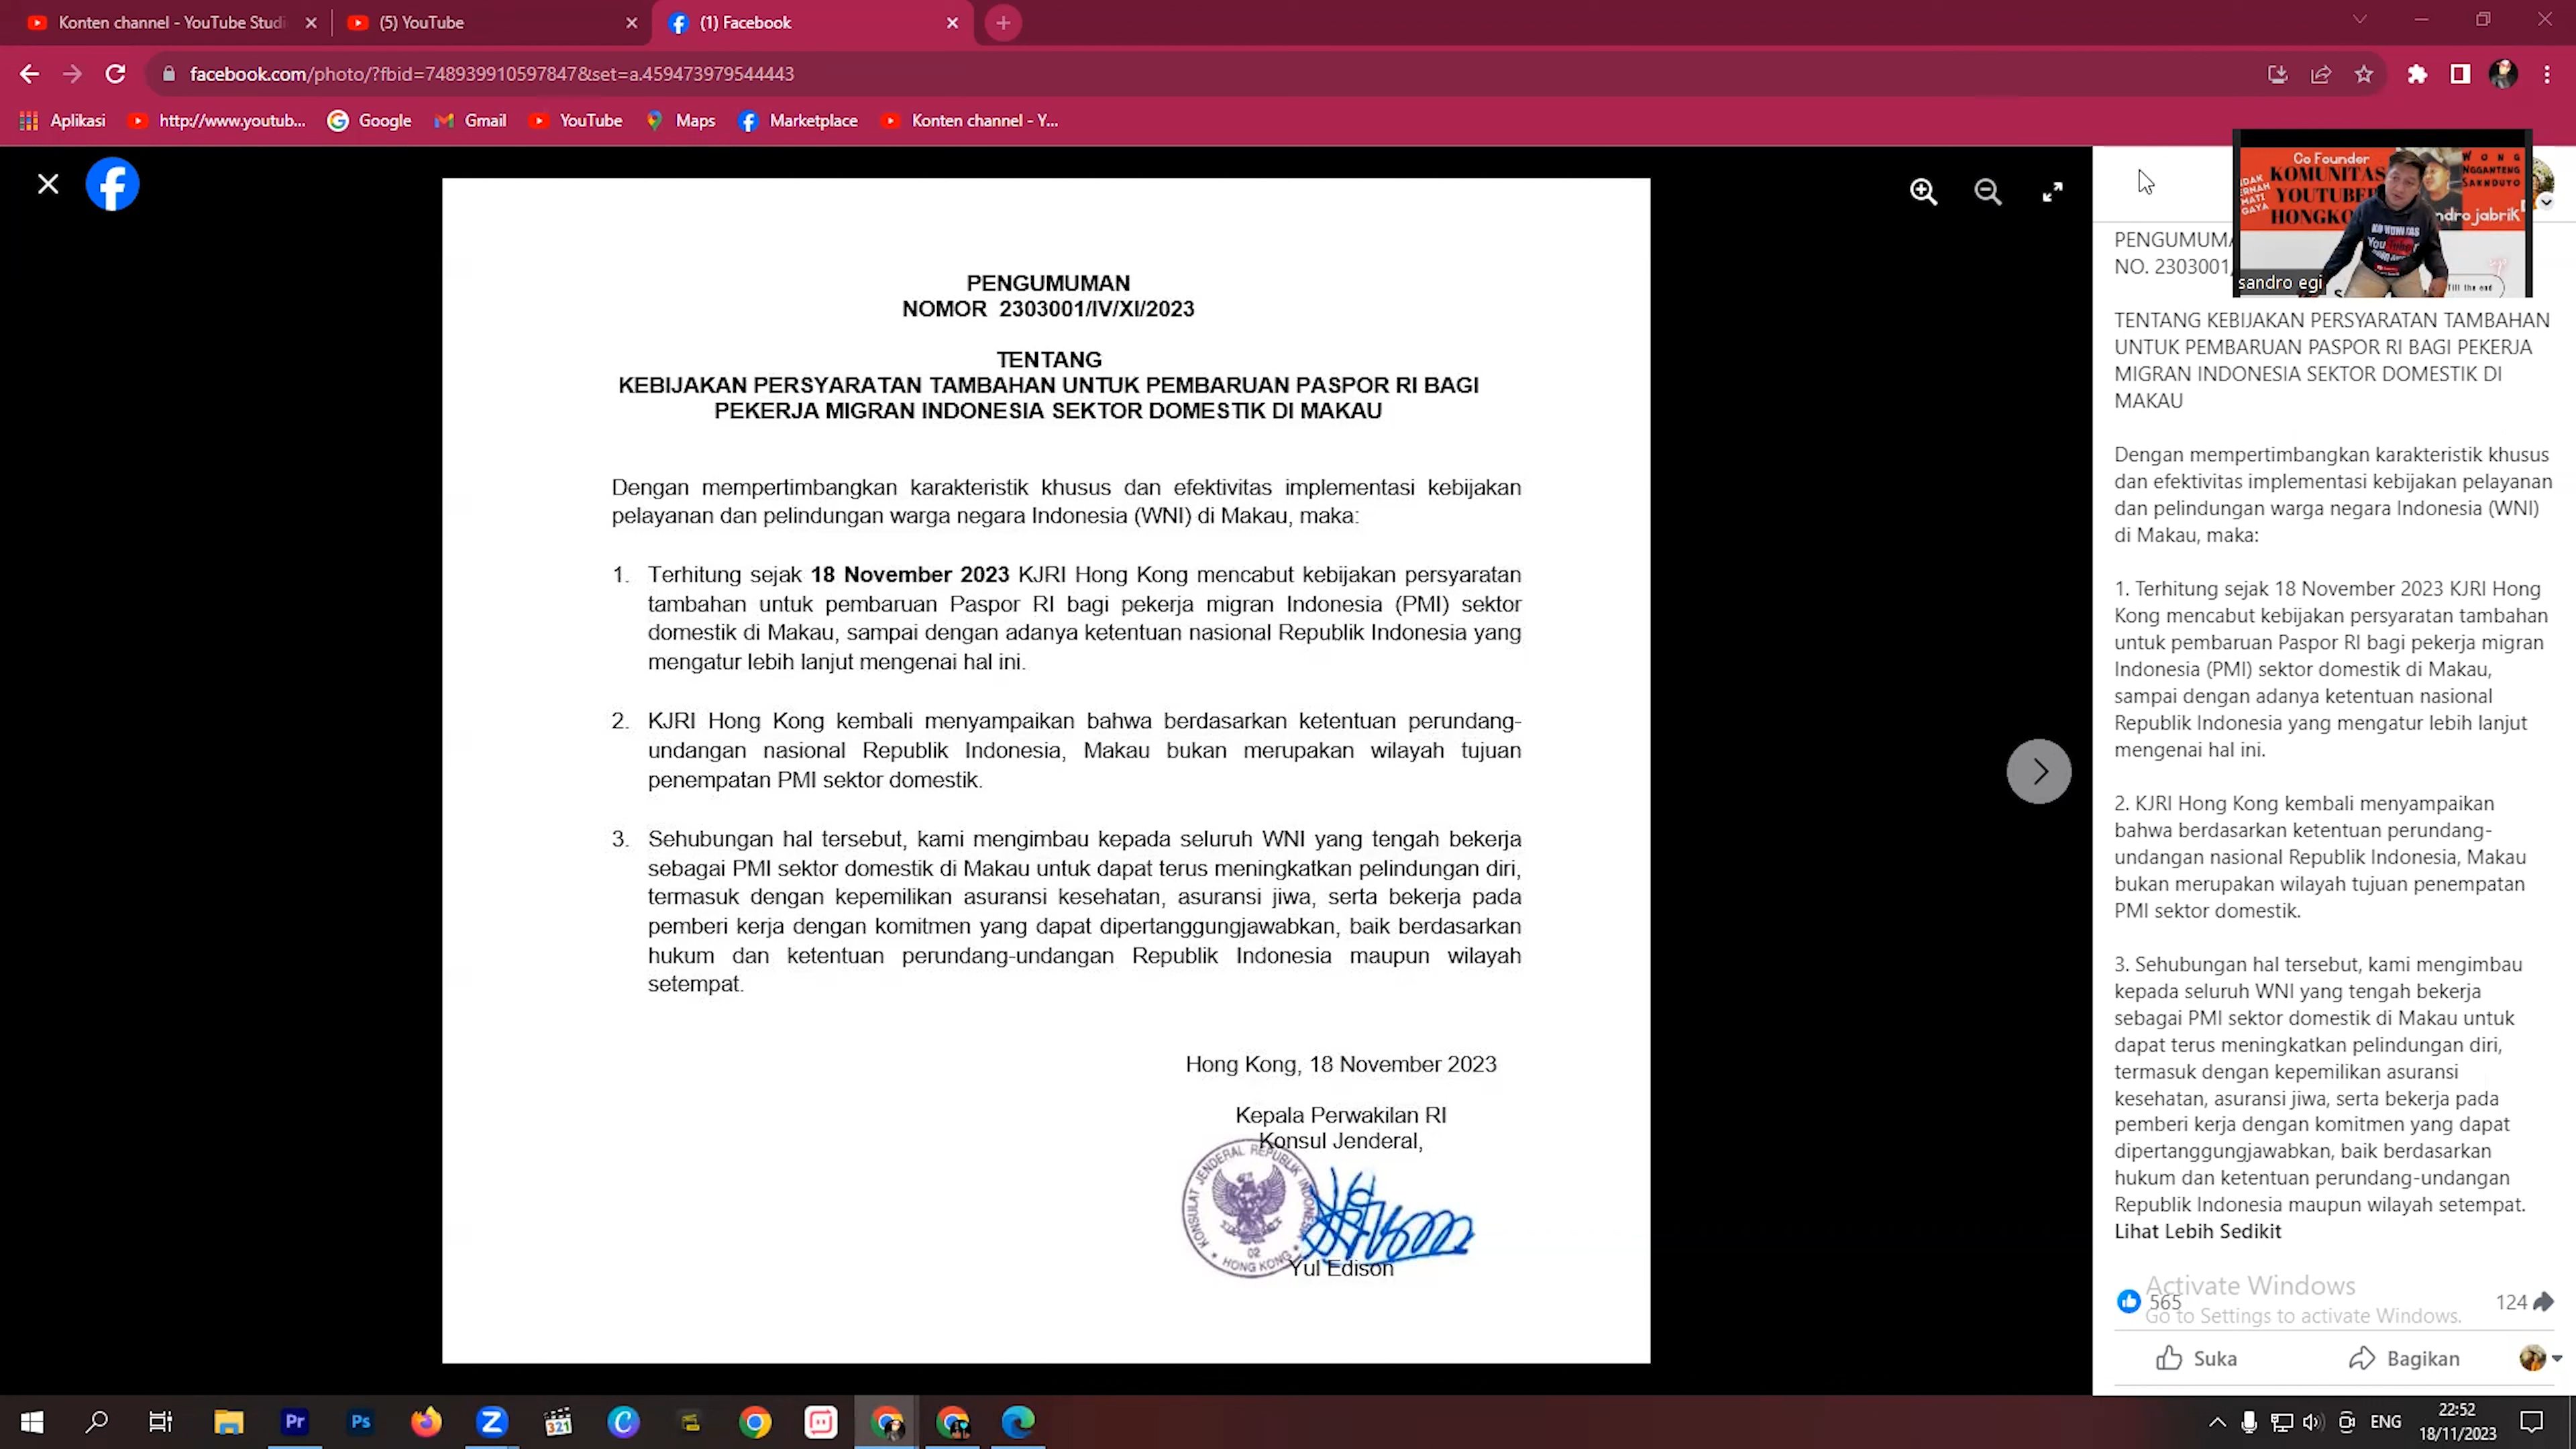 Konten channel - YouTube Studi
(5) YouTube
(1) Facebook
facebook.com/photo/?fbid=748939910597847&set=a.459473979544443
Aplikasi
http://www.youtub...
Google
Gmail
YouTube
Maps
Marketplace
Konten channel - Y...
PENGUMUMAN
NOMOR 2303001/IV/XI/2023
TENTANG
KEBIJAKAN PERSYARATAN TAMBAHAN UNTUK PEMBARUAN PASPOR RI BAGI
PEKERJA MIGRAN INDONESIA SEKTOR DOMESTIK DI MAKAU
Dengan mempertimbangkan karakteristik khusus dan efektivitas implementasi kebijakan
pelayanan dan pelindungan warga negara Indonesia (WNI) di Makau, maka:
1. Terhitung sejak 18 November 2023 KJRI Hong Kong mencabut kebijakan persyaratan
tambahan untuk pembaruan Paspor RI bagi pekerja migran Indonesia (PMI) sektor
domestik di Makau, sampai dengan adanya ketentuan nasional Republik Indonesia yang
mengatur lebih lanjut mengenai hal ini.
2. KJRI Hong Kong kembali menyampaikan bahwa berdasarkan ketentuan perundang-
undangan nasional Republik Indonesia, Makau bukan merupakan wilayah tujuan
penempatan PMI sektor domestik.
3. Sehubungan hal tersebut, kami mengimbau kepada seluruh WNI yang tengah bekerja
sebagai PMI sektor domestik di Makau untuk dapat terus meningkatkan pelindungan diri,
termasuk dengan kepemilikan asuransi kesehatan, asuransi jiwa, serta bekerja pada
pemberi kerja dengan komitmen yang dapat dipertanggungjawabkan, baik berdasarkan
hukum dan ketentuan perundang-undangan Republik Indonesia maupun wilayah
setempat.
Hong Kong, 18 November 2023
Kepala Perwakilan RI
Konsul Jenderal,
KONSULAT JENDERAL REPUBLIK INDONESIA
02
HONG KONG
Yul Edison
Co Founder
KOMUNITAS
YOUTUBER
HONGKO
WONG
NGGANTENG
SAKNDUYO
ndro jabrik
sandro egi
Till the end
PENGUMUMA
NO. 2303001/
TENTANG KEBIJAKAN PERSYARATAN TAMBAHAN
UNTUK PEMBARUAN PASPOR RI BAGI PEKERJA
MIGRAN INDONESIA SEKTOR DOMESTIK DI
MAKAU
Dengan mempertimbangkan karakteristik khusus
dan efektivitas implementasi kebijakan pelayanan
dan pelindungan warga negara Indonesia (WNI)
di Makau, maka:
1. Terhitung sejak 18 November 2023 KJRI Hong
Kong mencabut kebijakan persyaratan tambahan
untuk pembaruan Paspor RI bagi pekerja migran
Indonesia (PMI) sektor domestik di Makau,
sampai dengan adanya ketentuan nasional
Republik Indonesia yang mengatur lebih lanjut
mengenai hal ini.
2. KJRI Hong Kong kembali menyampaikan
bahwa berdasarkan ketentuan perundang-
undangan nasional Republik Indonesia, Makau
bukan merupakan wilayah tujuan penempatan
PMI sektor domestik.
3. Sehubungan hal tersebut, kami mengimbau
kepada seluruh WNI yang tengah bekerja
sebagai PMI sektor domestik di Makau untuk
dapat terus meningkatkan pelindungan diri,
termasuk dengan kepemilikan asuransi
kesehatan, asuransi jiwa, serta bekerja pada
pemberi kerja dengan komitmen yang dapat
dipertanggungjawabkan, baik berdasarkan
hukum dan ketentuan perundang-undangan
Republik Indonesia maupun wilayah setempat.
Lihat Lebih Sedikit
Activate Windows
565
124
Go to Settings to activate Windows.
Suka
Bagikan
Pr
Ps
321
ENG
22:52
18/11/2023